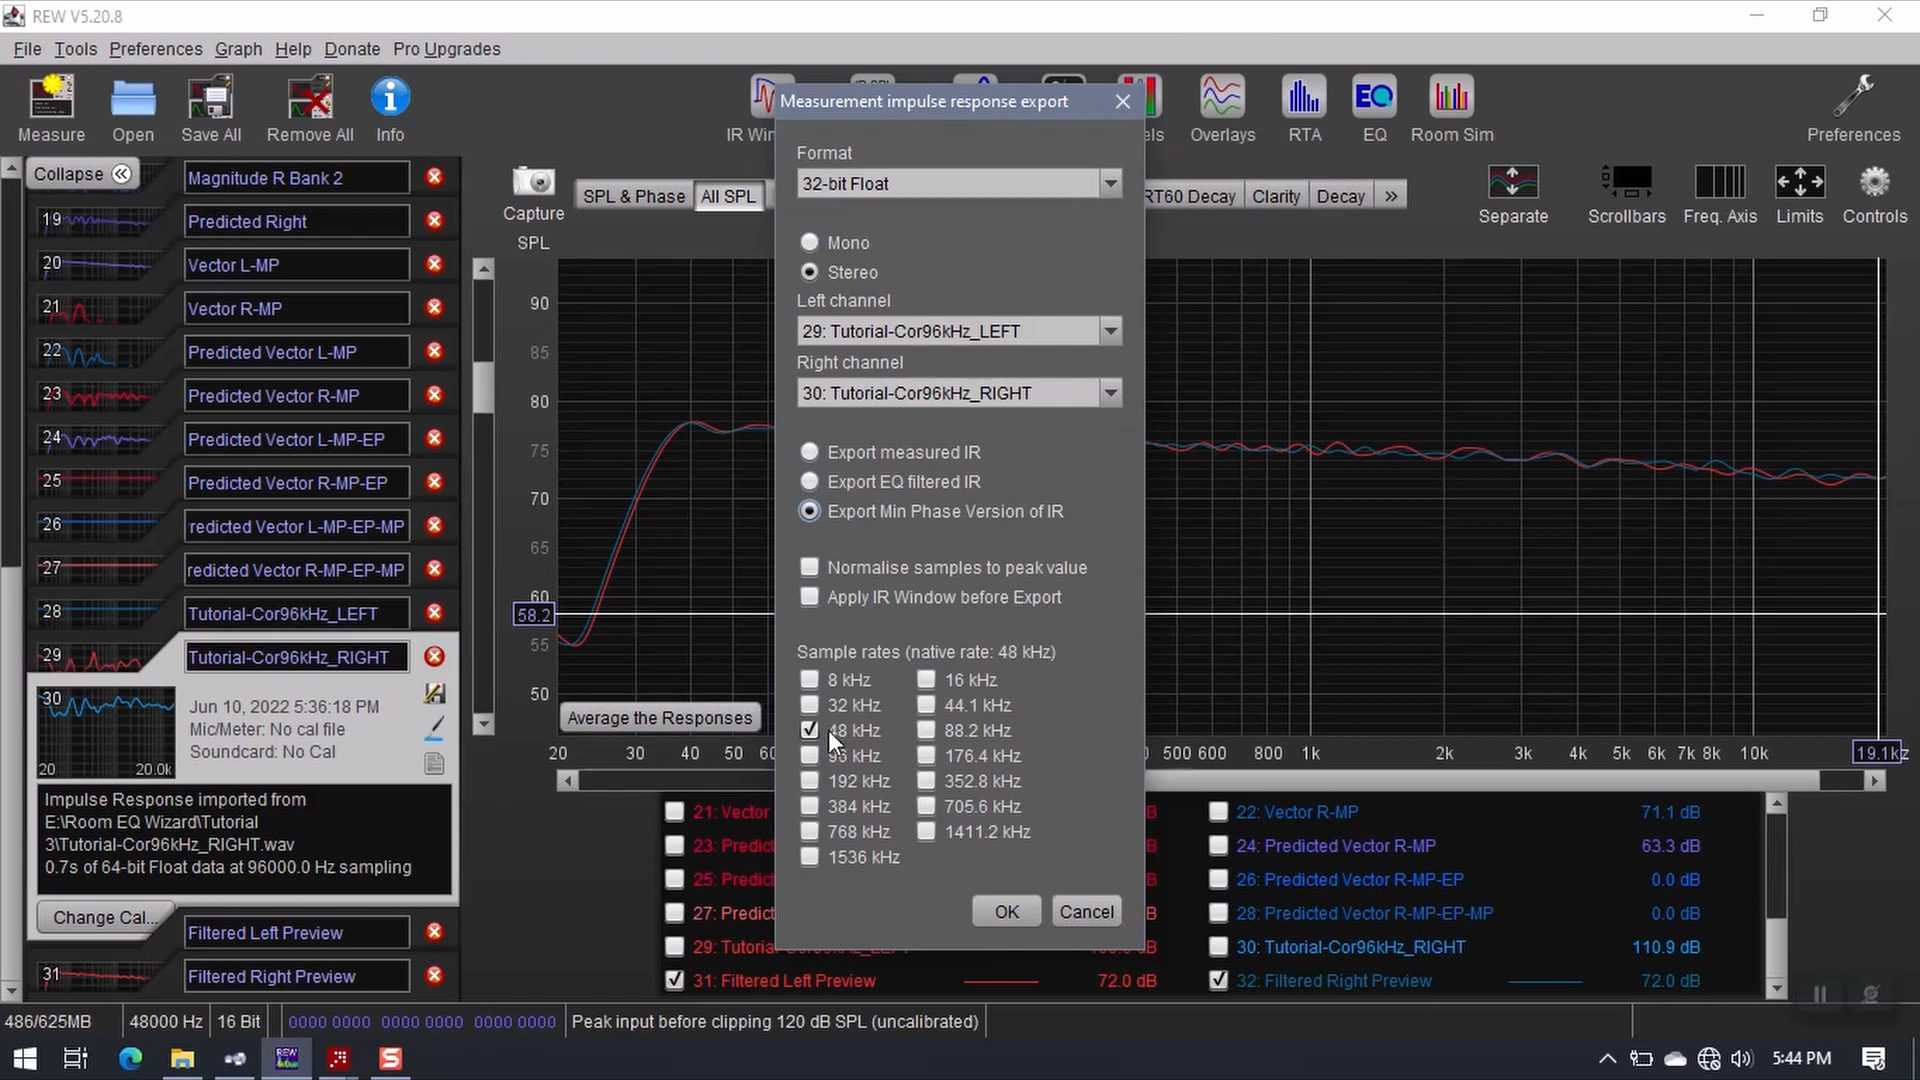 REW V5.20.8
File Tools Preferences Graph Help Donate Pro Upgrades
Measure Open Save All Remove All Info Overlays RTA EQ Room Sim Preferences
EQ
Measurement impulse response export
Format
32-bit Float
Mono
Stereo
Left channel
29: Tutorial-Cor96kHz_LEFT
Right channel
30: Tutorial-Cor96kHz_RIGHT
Export measured IR
Export EQ filtered IR
Export Min Phase Version of IR
Normalise samples to peak value
Apply IR Window before Export
Sample rates (native rate: 48 kHz)
8 kHz 16 kHz
32 kHz 44.1 kHz
48 kHz 88.2 kHz
96 kHz 176.4 kHz
192 kHz 352.8 kHz
384 kHz 705.6 kHz
768 kHz 1411.2 kHz
1536 kHz
OK Cancel
Collapse
Magnitude R Bank 2
19 Predicted Right
20 Vector L-MP
21 Vector R-MP
22 Predicted Vector L-MP
23 Predicted Vector R-MP
24 Predicted Vector L-MP-EP
25 Predicted Vector R-MP-EP
26 redicted Vector L-MP-EP-MP
27 redicted Vector R-MP-EP-MP
28 Tutorial-Cor96kHz_LEFT
29 Tutorial-Cor96kHz_RIGHT
30
20 20.0k
Jun 10, 2022 5:36:18 PM
Mic/Meter: No cal file
Soundcard: No Cal
Impulse Response imported from
E:\Room EQ Wizard\Tutorial
3\Tutorial-Cor96kHz_RIGHT.wav
0.7s of 64-bit Float data at 96000.0 Hz sampling
Change Cal...
Filtered Left Preview
31 Filtered Right Preview
Capture
SPL & Phase All SPL RT60 Decay Clarity Decay
Separate Scrollbars Freq. Axis Limits Controls
SPL
90
85
80
75
70
65
60
58.2
55
50
Average the Responses
20 30 40 50 500 600 800 1k 2k 3k 4k 5k 6k 7k 8k 10k 19.1k
21: Vector 22: Vector R-MP 71.1 dB
23: Predict 24: Predicted Vector R-MP 63.3 dB
25: Predict 26: Predicted Vector R-MP-EP 0.0 dB
27: Predict 28: Predicted Vector R-MP-EP-MP 0.0 dB
29: Tutorial 30: Tutorial-Cor96kHz_RIGHT 110.9 dB
31: Filtered Left Preview 72.0 dB 32: Filtered Right Preview 72.0 dB
486/625MB 48000 Hz 16 Bit 0000 0000 0000 0000 0000 0000 Peak input before clipping 120 dB SPL (uncalibrated)
REW
5:44 PM